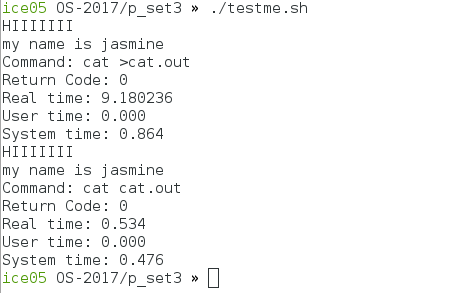 ice05 OS-2017/p_set3 » ./testme.sh
HIIIIIII
my name is jasmine
Command: cat >cat.out
Return Code: 0
Real time: 9.180236
User time: 0.000
System time: 0.864
HIIIIIII
my name is jasmine
Command: cat cat.out
Return Code: 0
Real time: 0.534
User time: 0.000
System time: 0.476
ice05 OS-2017/p_set3 »